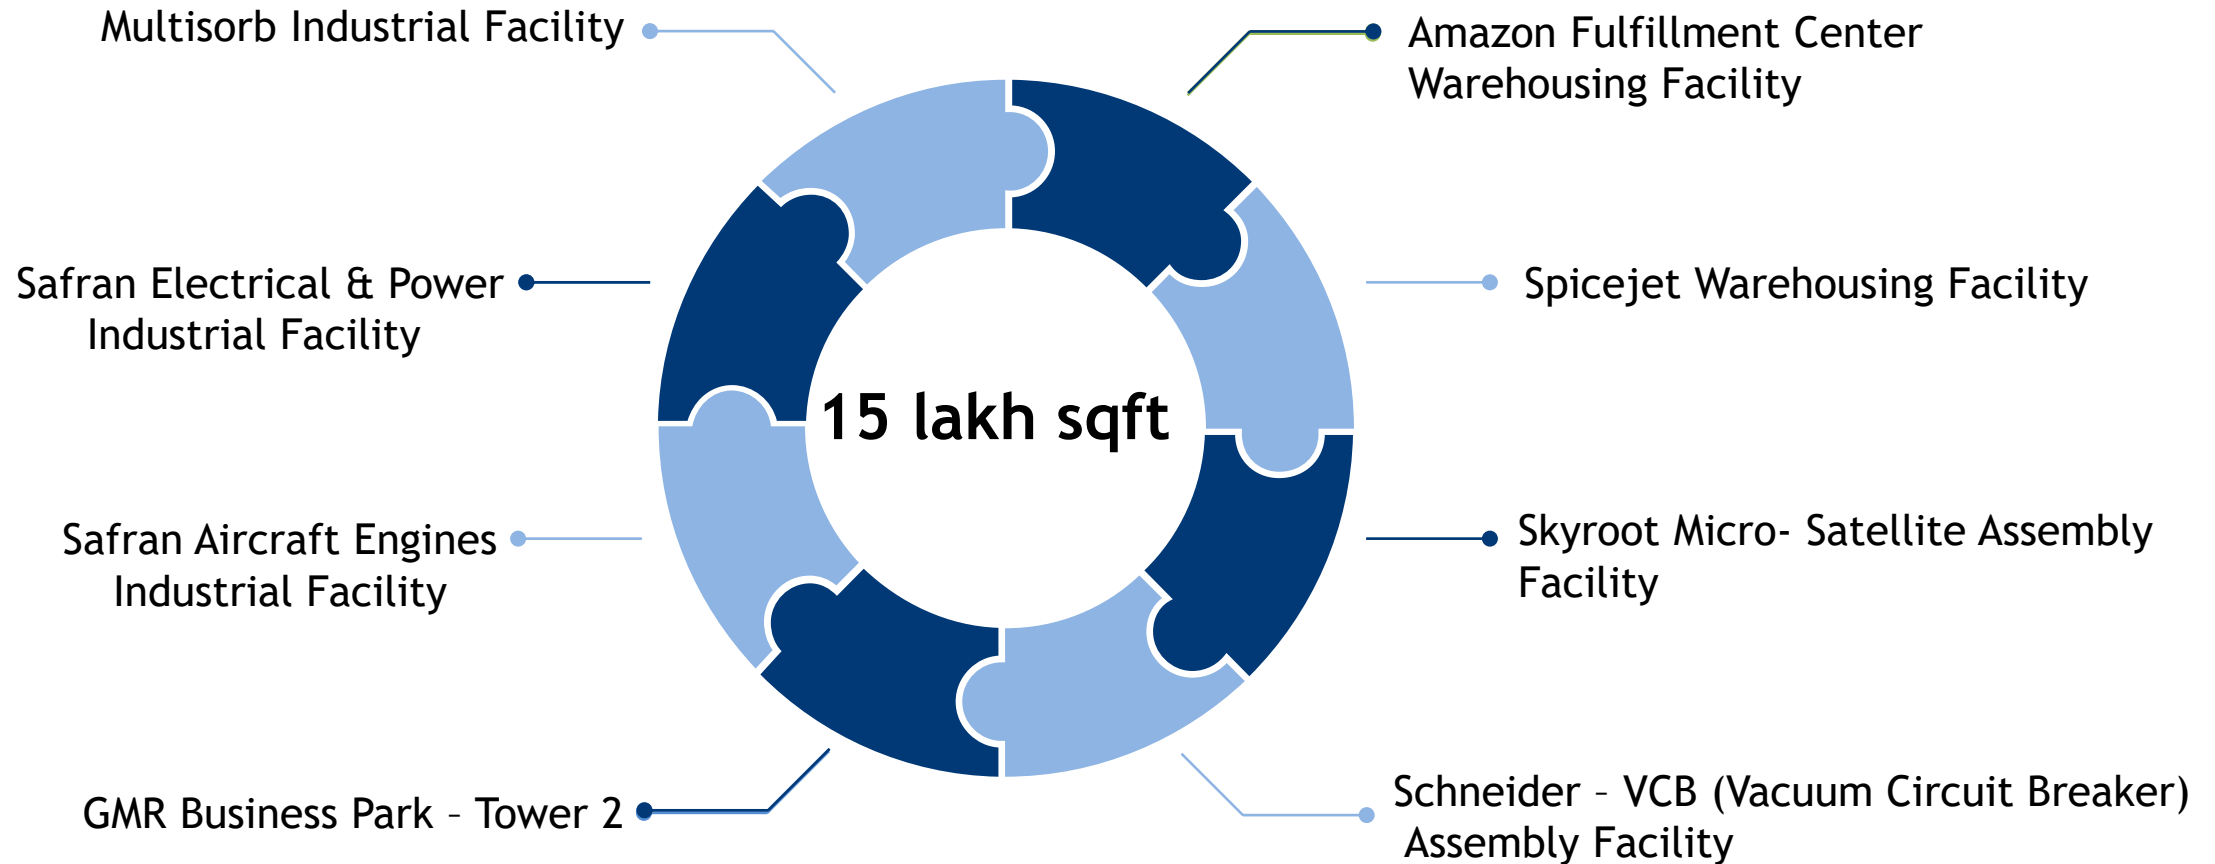 Multisorb Industrial Facility
Amazon Fulfillment Center
Warehousing Facility
Safran Electrical & Power
Industrial Facility
Spicejet Warehousing Facility
15 lakh sqft
Safran Aircraft Engines
Industrial Facility
Skyroot Micro- Satellite Assembly
Facility
GMR Business Park – Tower 2
Schneider – VCB (Vacuum Circuit Breaker)
Assembly Facility